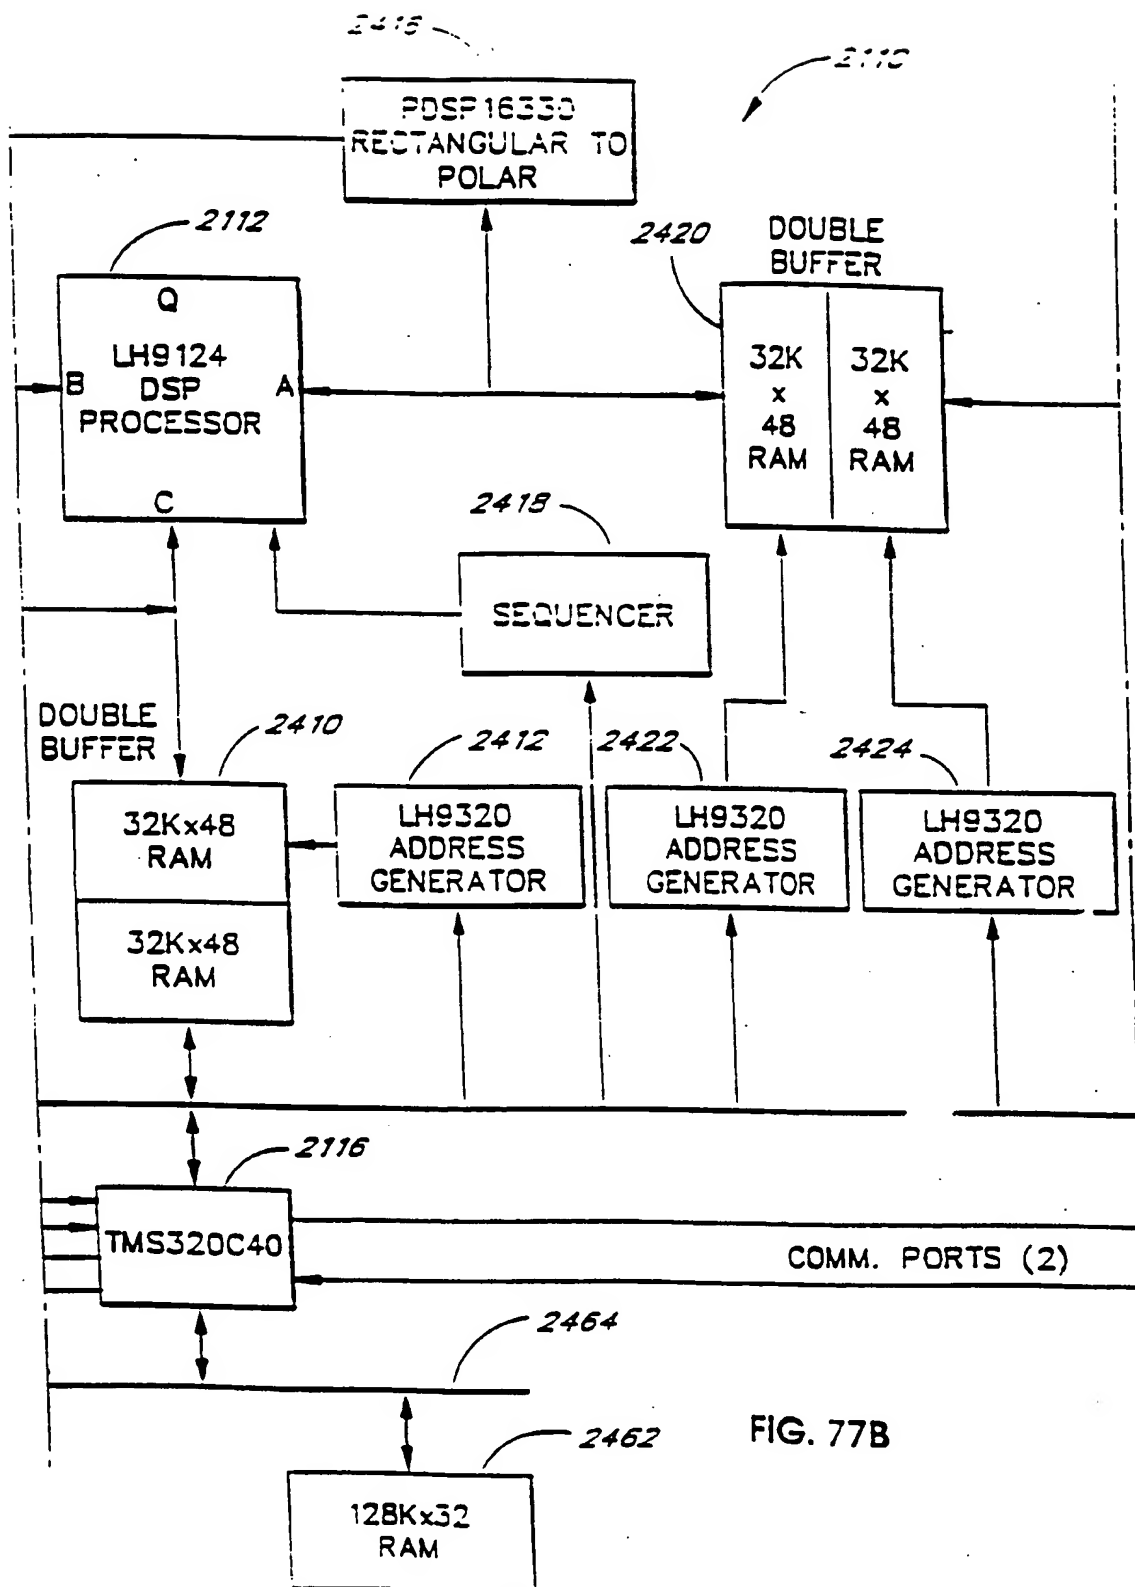 2416
2110
PDSP16330
RECTANGULAR TO
POLAR
2112
2420
DOUBLE
BUFFER
Q
LH9124
DSP
PROCESSOR
B
A
C
32K
x
48
RAM
32K
x
48
RAM
2418
SEQUENCER
DOUBLE
BUFFER
2410
2412
2422
2424
32Kx48
RAM
32Kx48
RAM
LH9320
ADDRESS
GENERATOR
LH9320
ADDRESS
GENERATOR
LH9320
ADDRESS
GENERATOR
2116
TMS320C40
COMM. PORTS (2)
2464
2462
128Kx32
RAM
FIG. 77B